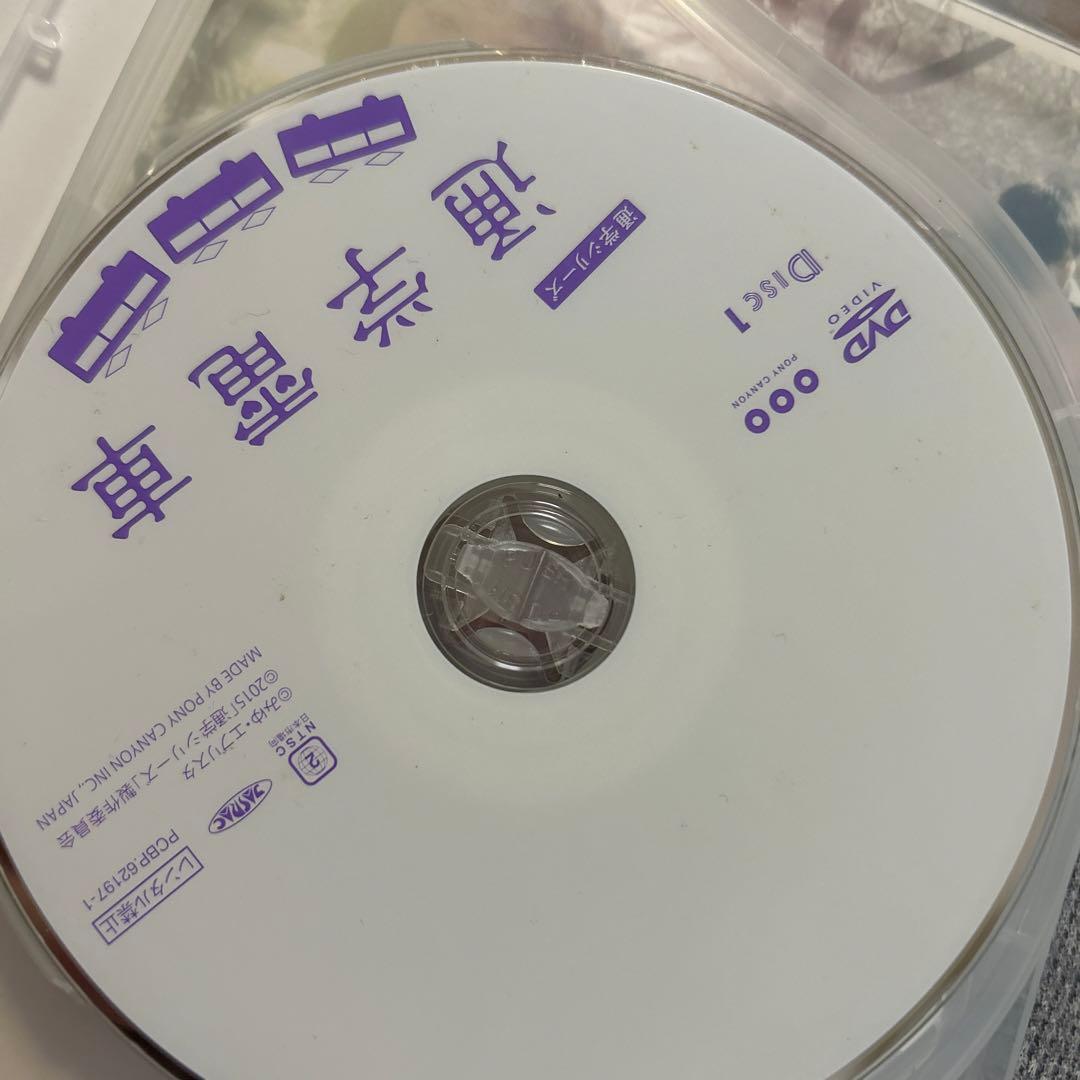 通学シリーズ
通学電車
Disc 1
DVD
VIDEO
PONY CANYON
2
NTSC
日本市場向
©みゆ・エブリスタ
©2015「通学シリーズ」製作委員会
MADE BY PONY CANYON INC., JAPAN
JASRAC
PCBP.62197-1
レンタル禁止